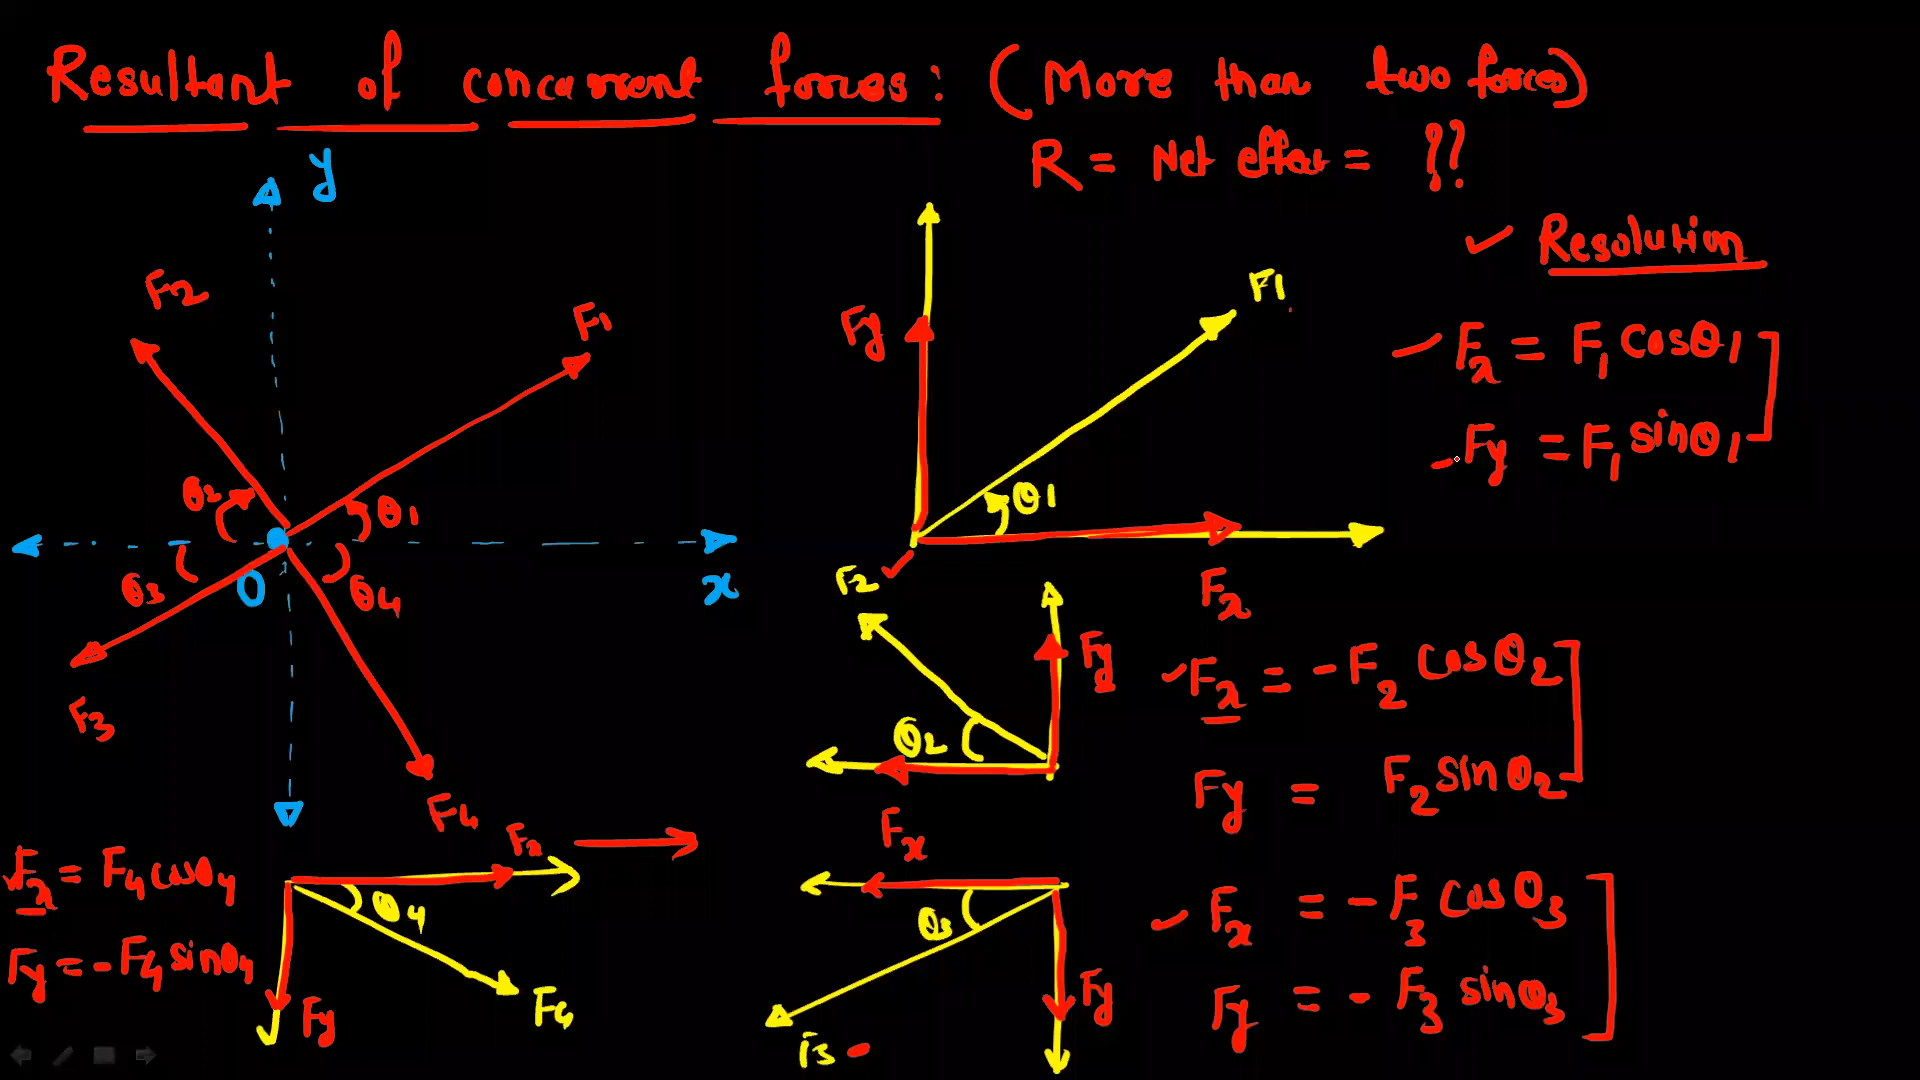 Resultant of concurrent forces: (More than two forces)
R = Net effect = ??
✓ Resolution
y
F2
F1
θ2
θ1
θ3
O
θ4
x
F3
F4
Fy
F1
θ1
Fx
Fx = F1 cosθ1
Fy = F1 sinθ1
F2
Fy
θ2
Fx
Fx = -F2 cosθ2
Fy = F2 sinθ2
Fx = F4 cosθ4
Fy = -F4 sinθ4
Fx
θ4
Fy
F4
θ3
Fy
F3
Fx = -F3 cosθ3
Fy = -F3 sinθ3